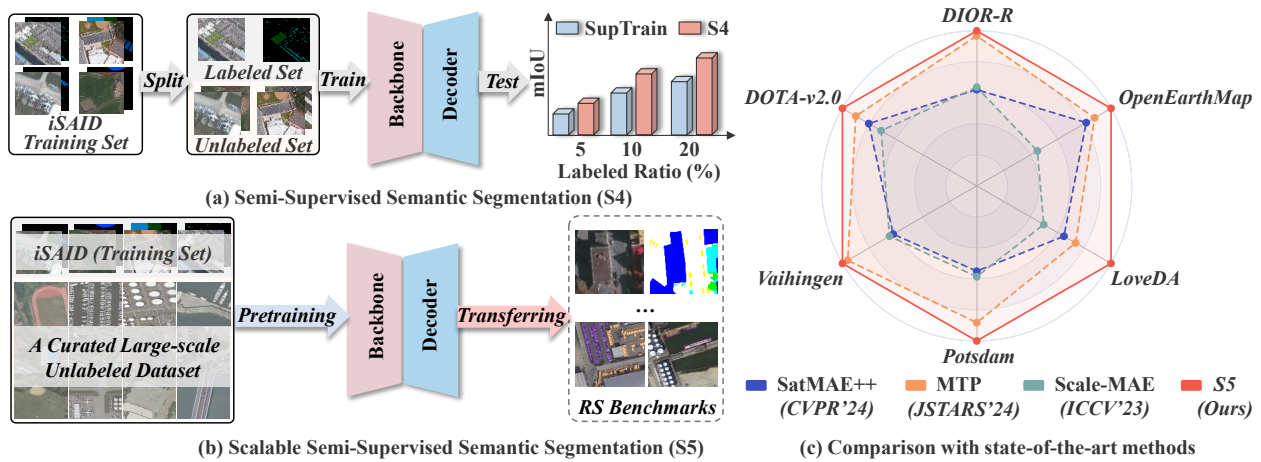 iSAID
Training Set
Split
Labeled Set
Unlabeled Set
Train
Backbone
Decoder
Test
mIoU
SupTrain
S4
5
10
20
Labeled Ratio (%)
(a) Semi-Supervised Semantic Segmentation (S4)
iSAID (Training Set)
A Curated Large-scale
Unlabeled Dataset
Pretraining
Backbone
Decoder
Transferring
...
RS Benchmarks
(b) Scalable Semi-Supervised Semantic Segmentation (S5)
DIOR-R
DOTA-v2.0
OpenEarthMap
Vaihingen
LoveDA
Potsdam
SatMAE++
(CVPR'24)
MTP
(JSTARS'24)
Scale-MAE
(ICCV'23)
S5
(Ours)
(c) Comparison with state-of-the-art methods